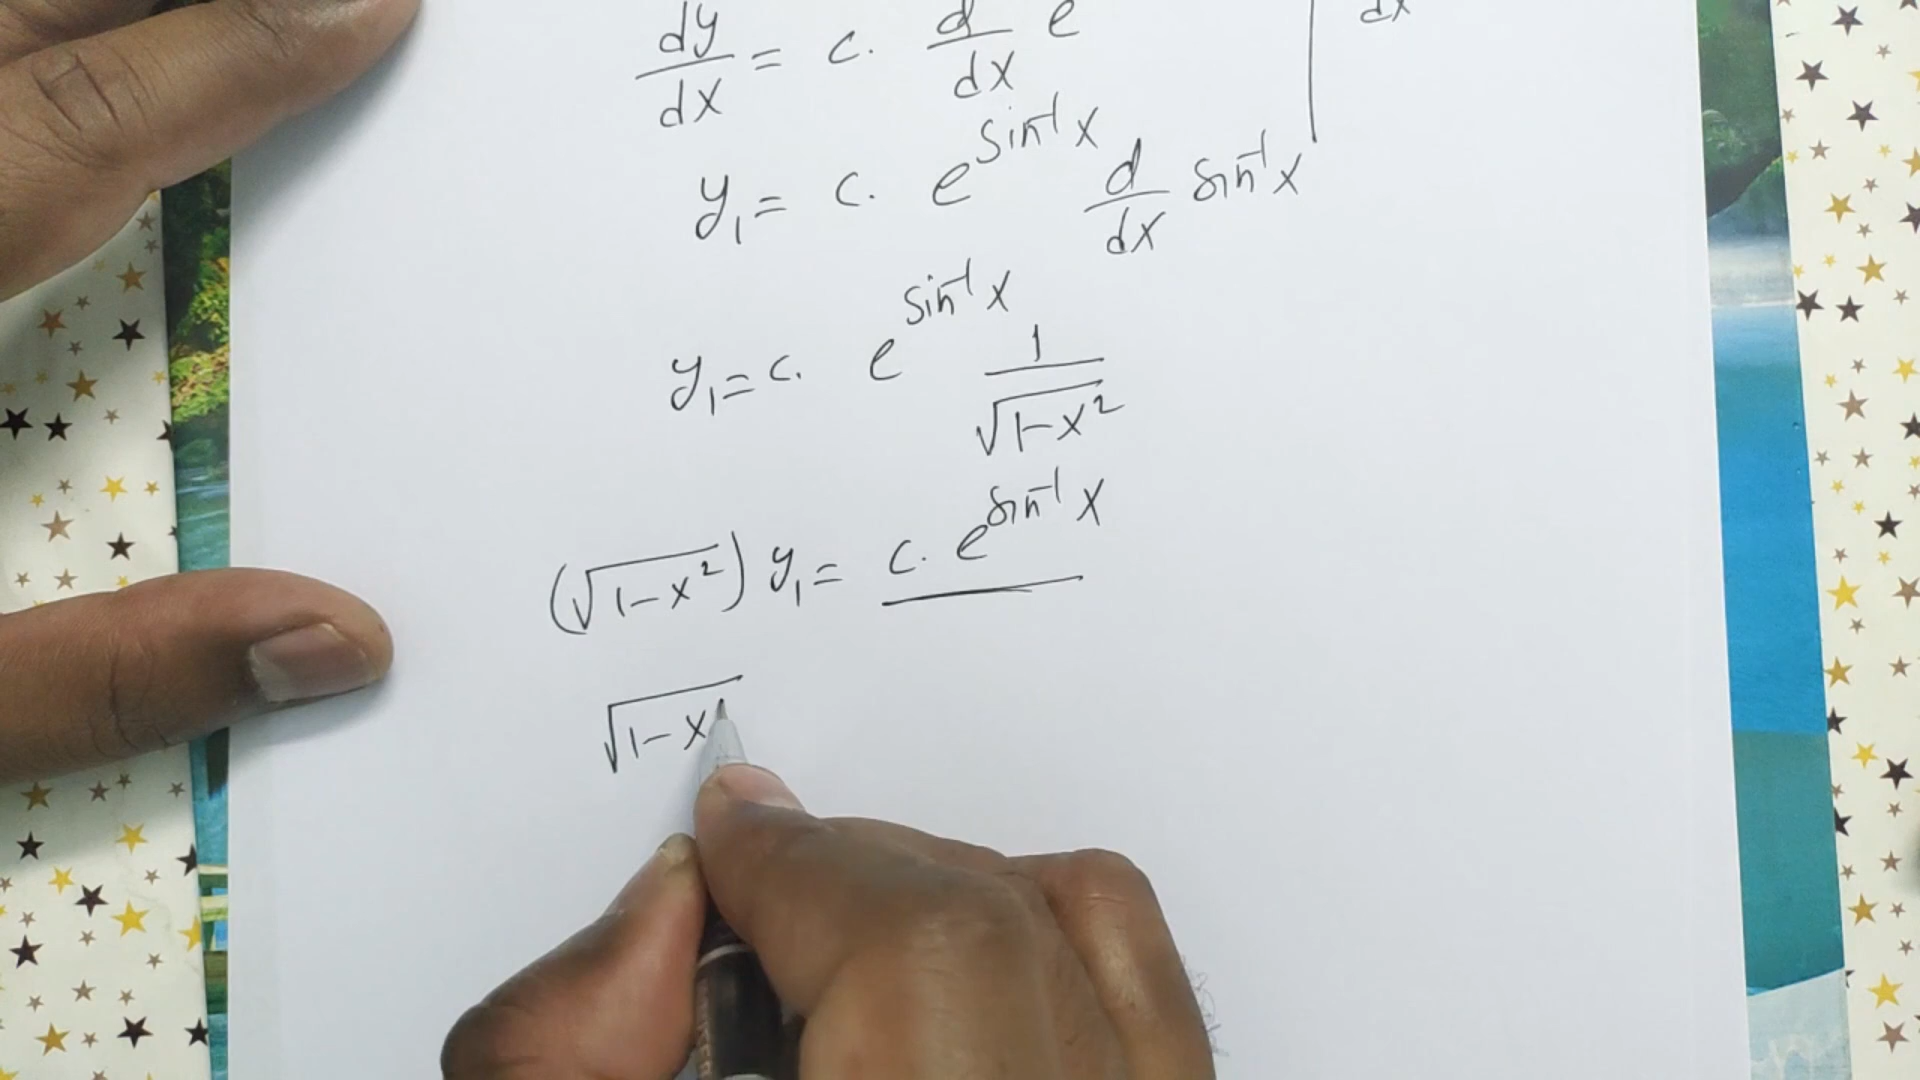 dy/dx = c. d/dx e
dx
y₁ = c. e^sin⁻¹x d/dx sin⁻¹x
y₁ = c. e^sin⁻¹x 1/√1-x²
(√1-x²) y₁ = c. e^sin⁻¹x
√1-x